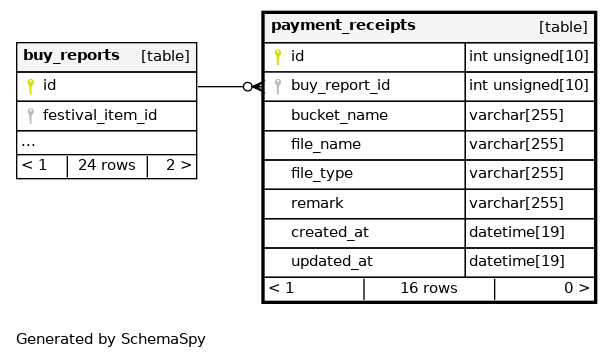 buy_reports [table]
id
festival_item_id
...
< 1 24 rows 2 >
payment_receipts [table]
id int unsigned[10]
buy_report_id int unsigned[10]
bucket_name varchar[255]
file_name varchar[255]
file_type varchar[255]
remark varchar[255]
created_at datetime[19]
updated_at datetime[19]
< 1 16 rows 0 >
Generated by SchemaSpy